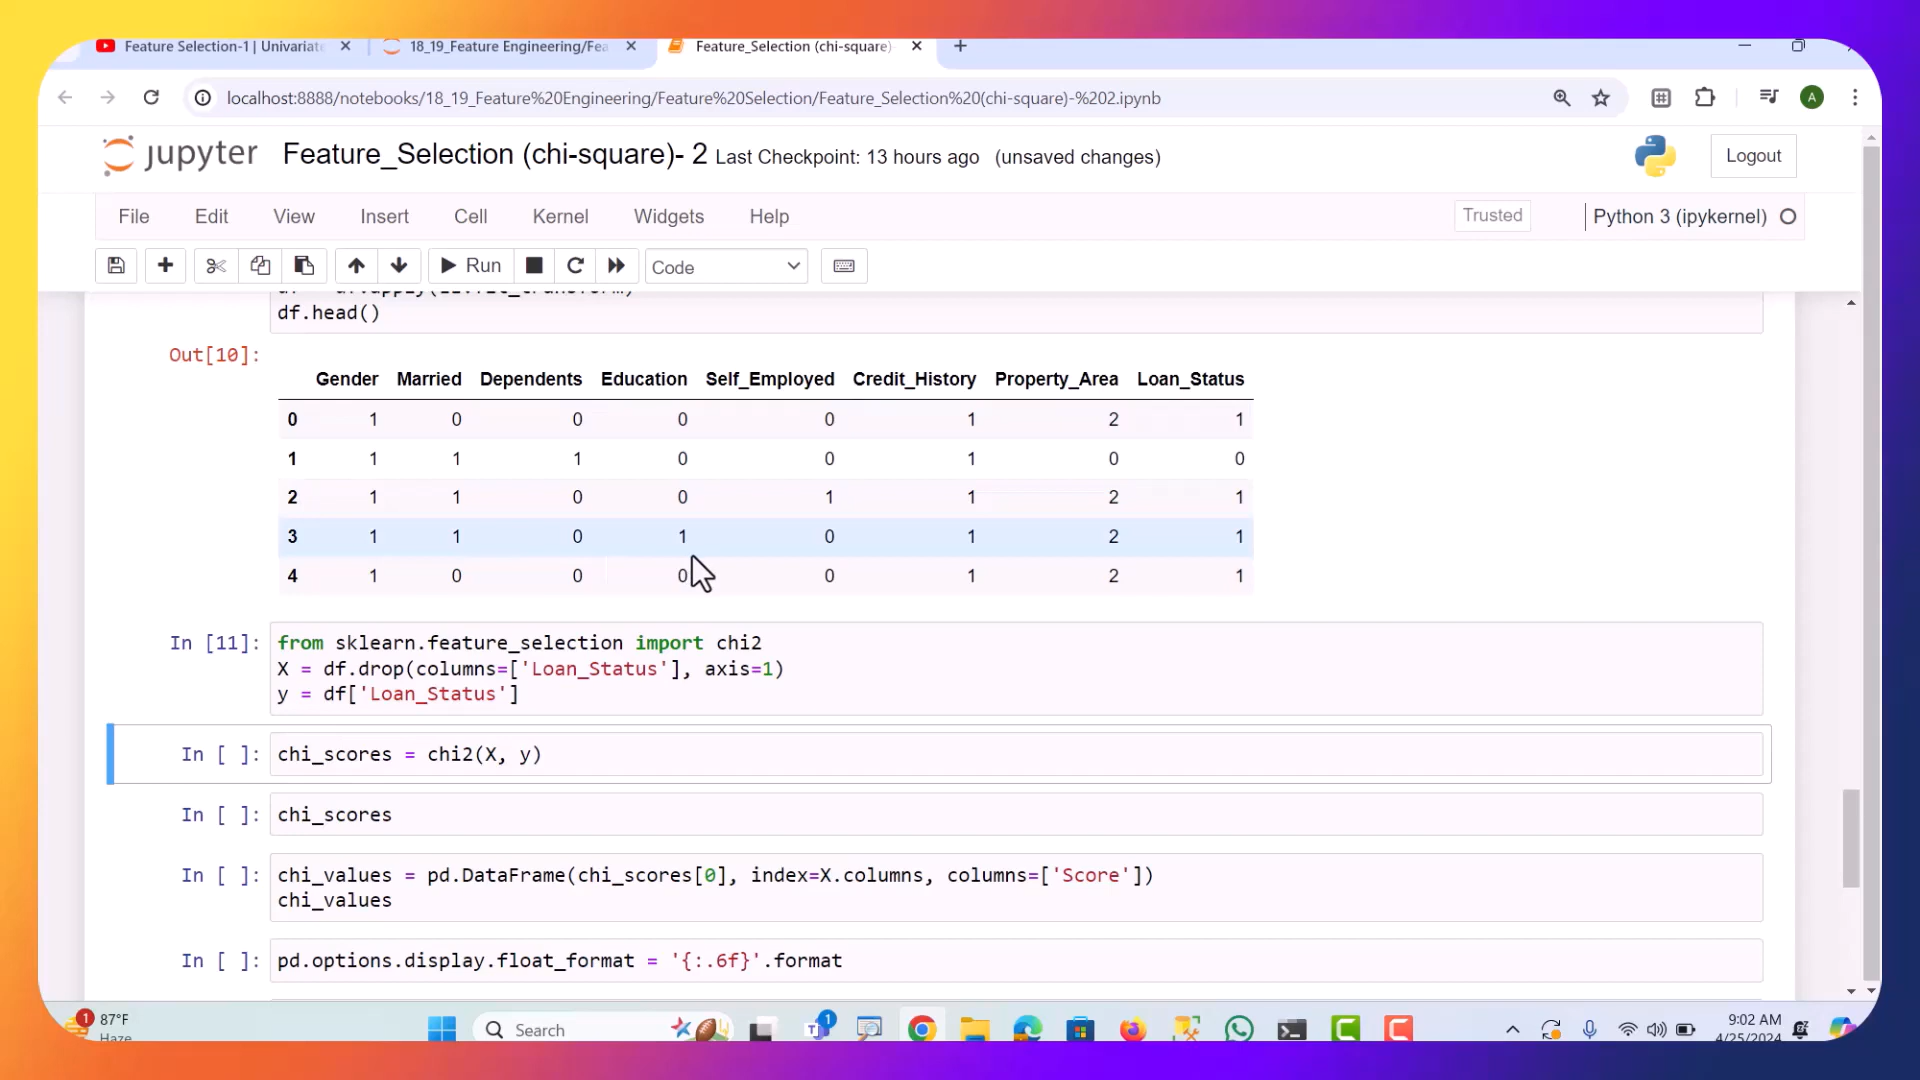 Feature Selection-1 | Univariate
18_19_Feature Engineering/Fea
Feature_Selection (chi-square)
localhost:8888/notebooks/18_19_Feature%20Engineering/Feature%20Selection/Feature_Selection%20(chi-square)-%202.ipynb
A
jupyter Feature_Selection (chi-square)- 2 Last Checkpoint: 13 hours ago (unsaved changes)
Logout
File Edit View Insert Cell Kernel Widgets Help
Trusted
Python 3 (ipykernel)
Run
Code
df.head()
Out[10]:
Gender Married Dependents Education Self_Employed Credit_History Property_Area Loan_Status
0 1 0 0 0 0 1 2 1
1 1 1 1 0 0 1 0 0
2 1 1 0 0 1 1 2 1
3 1 1 0 1 0 1 2 1
4 1 0 0 0 0 1 2 1
In [11]: from sklearn.feature_selection import chi2
X = df.drop(columns=['Loan_Status'], axis=1)
y = df['Loan_Status']
In [ ]: chi_scores = chi2(X, y)
In [ ]: chi_scores
In [ ]: chi_values = pd.DataFrame(chi_scores[0], index=X.columns, columns=['Score'])
chi_values
In [ ]: pd.options.display.float_format = '{:.6f}'.format
1
87°F
Haze
Search
1
9:02 AM
4/25/2024